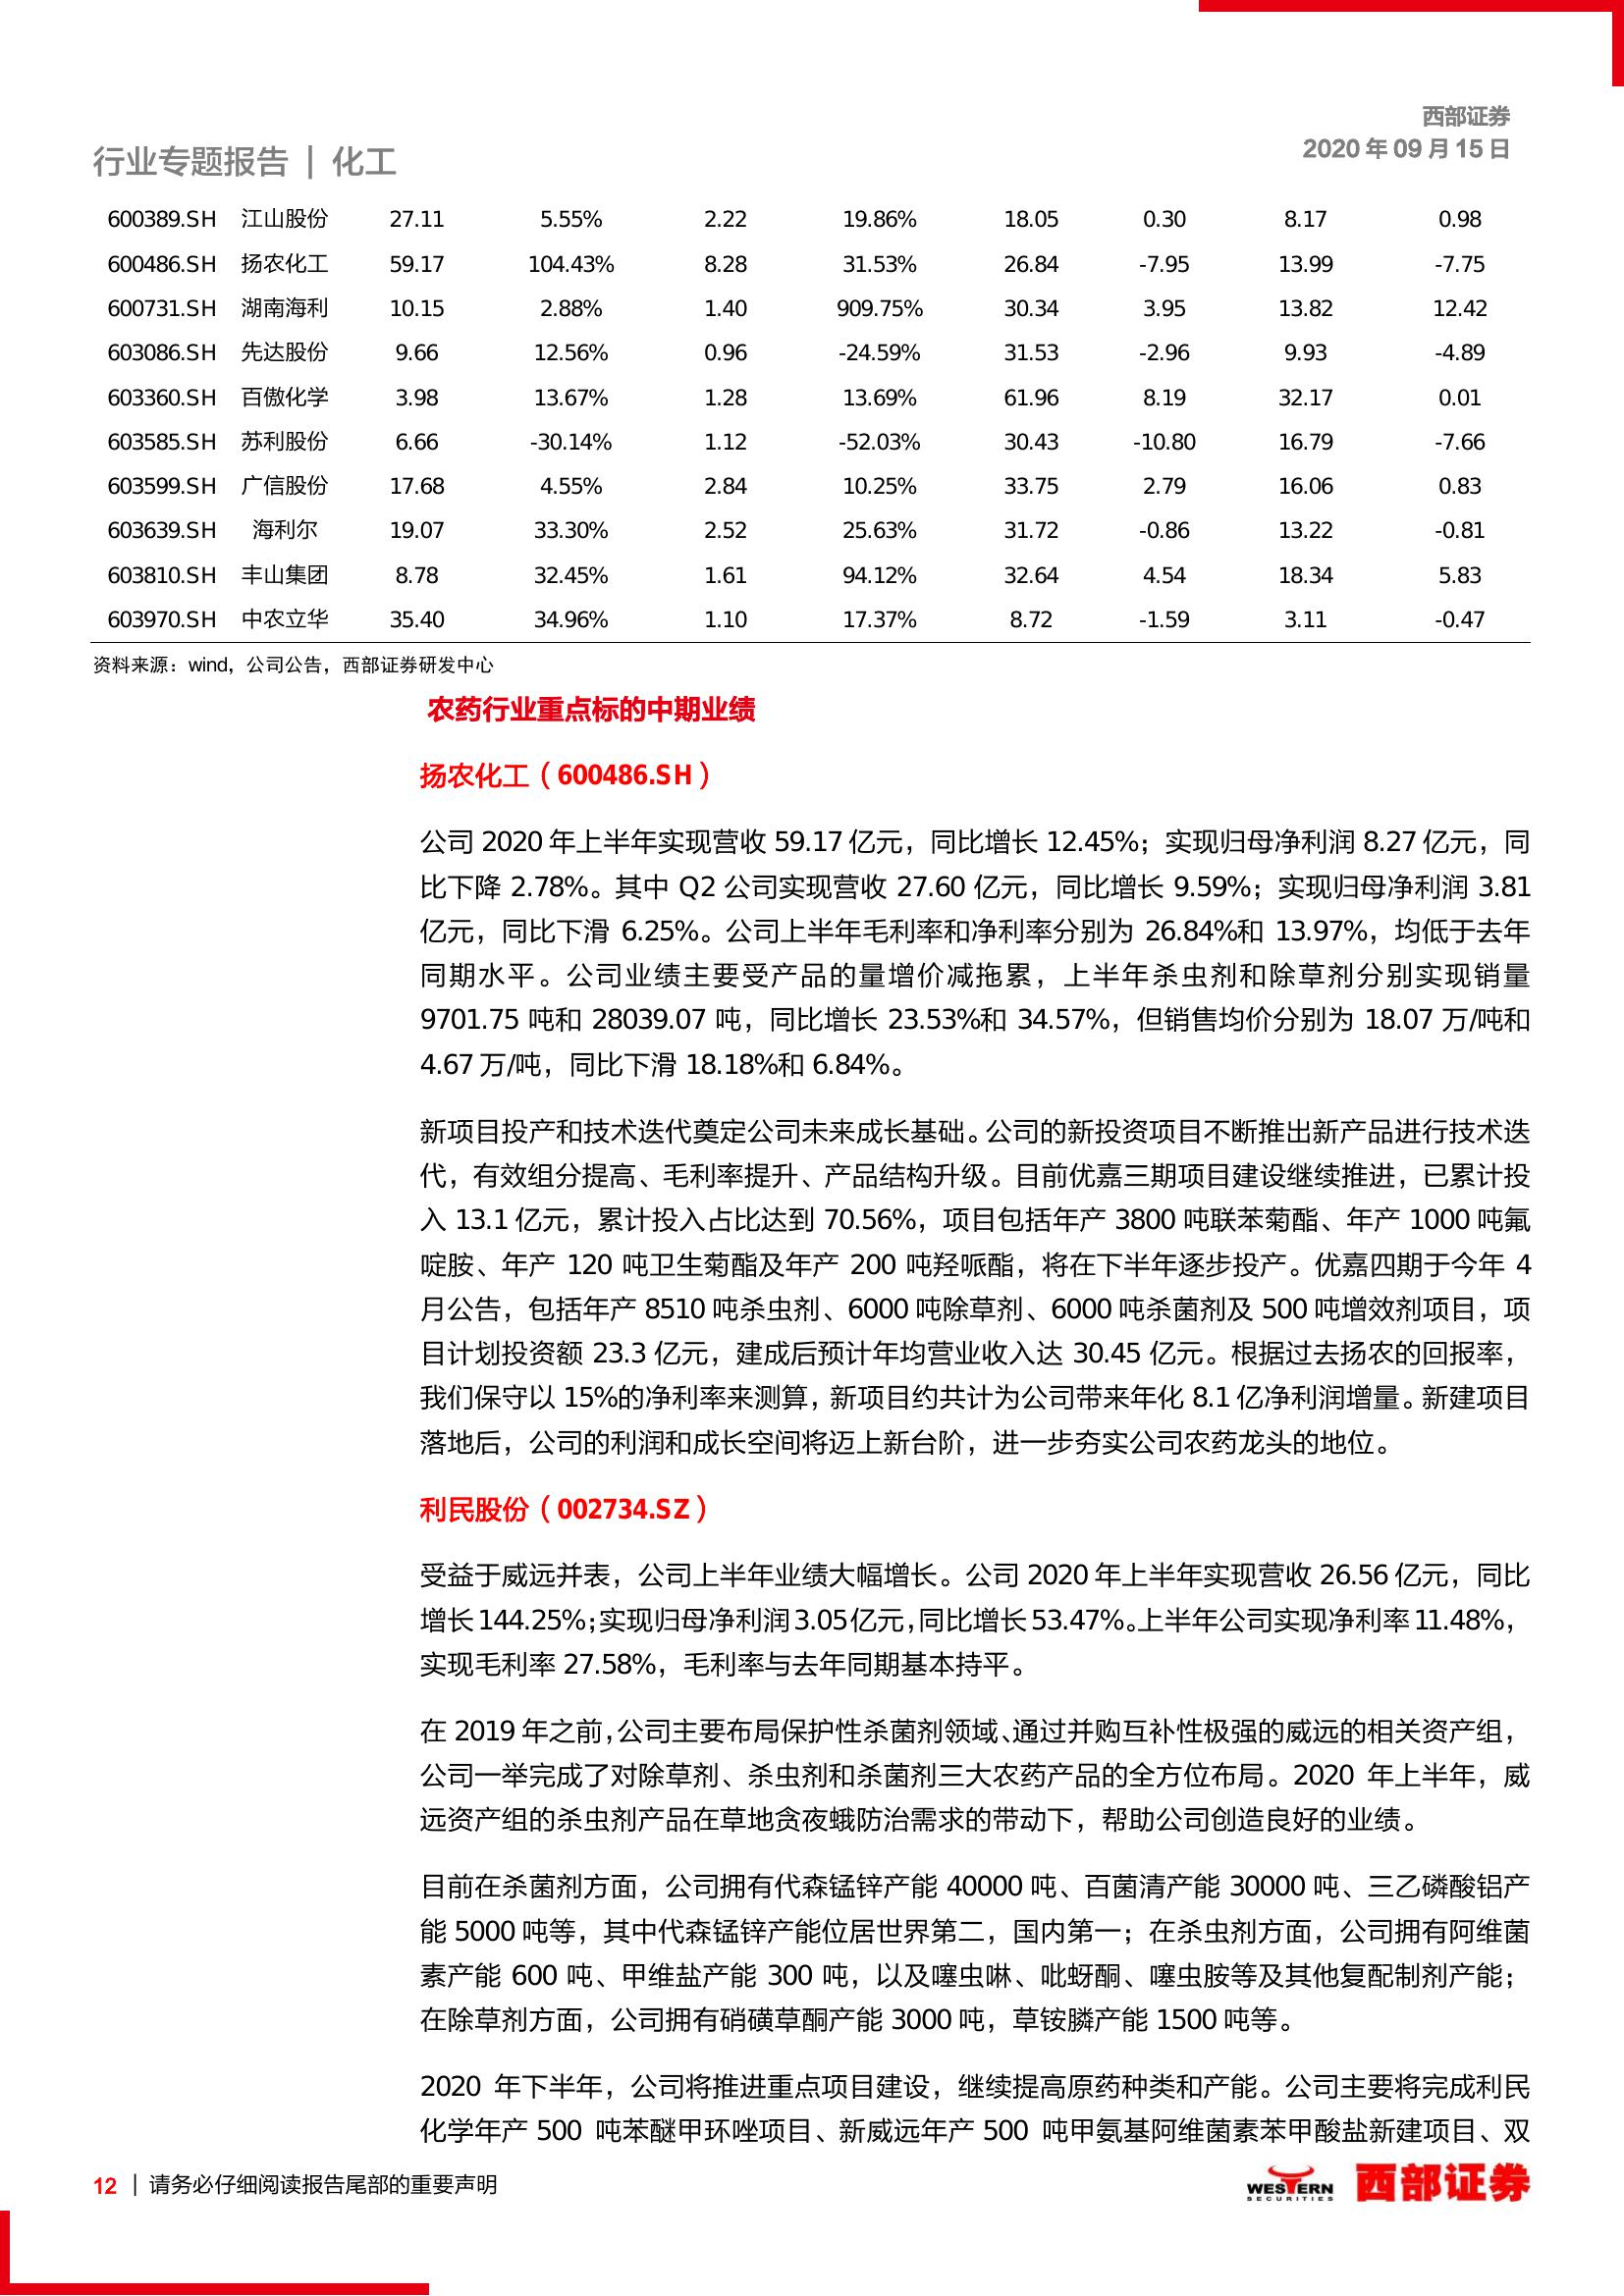 西部证券
2020 年 09 月 15 日
行业专题报告 | 化工
600389.SH 江山股份 27.11 5.55% 2.22 19.86% 18.05 0.30 8.17 0.98
600486.SH 扬农化工 59.17 104.43% 8.28 31.53% 26.84 -7.95 13.99 -7.75
600731.SH 湖南海利 10.15 2.88% 1.40 909.75% 30.34 3.95 13.82 12.42
603086.SH 先达股份 9.66 12.56% 0.96 -24.59% 31.53 -2.96 9.93 -4.89
603360.SH 百傲化学 3.98 13.67% 1.28 13.69% 61.96 8.19 32.17 0.01
603585.SH 苏利股份 6.66 -30.14% 1.12 -52.03% 30.43 -10.80 16.79 -7.66
603599.SH 广信股份 17.68 4.55% 2.84 10.25% 33.75 2.79 16.06 0.83
603639.SH 海利尔 19.07 33.30% 2.52 25.63% 31.72 -0.86 13.22 -0.81
603810.SH 丰山集团 8.78 32.45% 1.61 94.12% 32.64 4.54 18.34 5.83
603970.SH 中农立华 35.40 34.96% 1.10 17.37% 8.72 -1.59 3.11 -0.47
资料来源：wind，公司公告，西部证券研发中心
农药行业重点标的中期业绩
扬农化工（600486.SH）
公司 2020 年上半年实现营收 59.17 亿元，同比增长 12.45%；实现归母净利润 8.27 亿元，同
比下降 2.78%。其中 Q2 公司实现营收 27.60 亿元，同比增长 9.59%；实现归母净利润 3.81
亿元，同比下滑 6.25%。公司上半年毛利率和净利率分别为 26.84%和 13.97%，均低于去年
同期水平。公司业绩主要受产品的量增价减拖累，上半年杀虫剂和除草剂分别实现销量
9701.75 吨和 28039.07 吨，同比增长 23.53%和 34.57%，但销售均价分别为 18.07 万/吨和
4.67 万/吨，同比下滑 18.18%和 6.84%。
新项目投产和技术迭代奠定公司未来成长基础。公司的新投资项目不断推出新产品进行技术迭
代，有效组分提高、毛利率提升、产品结构升级。目前优嘉三期项目建设继续推进，已累计投
入 13.1 亿元，累计投入占比达到 70.56%，项目包括年产 3800 吨联苯菊酯、年产 1000 吨氟
啶胺、年产 120 吨卫生菊酯及年产 200 吨羟哌酯，将在下半年逐步投产。优嘉四期于今年 4
月公告，包括年产 8510 吨杀虫剂、6000 吨除草剂、6000 吨杀菌剂及 500 吨增效剂项目，项
目计划投资额 23.3 亿元，建成后预计年均营业收入达 30.45 亿元。根据过去扬农的回报率，
我们保守以 15%的净利率来测算，新项目约共计为公司带来年化 8.1 亿净利润增量。新建项目
落地后，公司的利润和成长空间将迈上新台阶，进一步夯实公司农药龙头的地位。
利民股份（002734.SZ）
受益于威远并表，公司上半年业绩大幅增长。公司 2020 年上半年实现营收 26.56 亿元，同比
增长 144.25%；实现归母净利润 3.05 亿元，同比增长 53.47%。上半年公司实现净利率 11.48%，
实现毛利率 27.58%，毛利率与去年同期基本持平。
在 2019 年之前，公司主要布局保护性杀菌剂领域、通过并购互补性极强的威远的相关资产组，
公司一举完成了对除草剂、杀虫剂和杀菌剂三大农药产品的全方位布局。2020 年上半年，威
远资产组的杀虫剂产品在草地贪夜蛾防治需求的带动下，帮助公司创造良好的业绩。
目前在杀菌剂方面，公司拥有代森锰锌产能 40000 吨、百菌清产能 30000 吨、三乙磷酸铝产
能 5000 吨等，其中代森锰锌产能位居世界第二，国内第一；在杀虫剂方面，公司拥有阿维菌
素产能 600 吨、甲维盐产能 300 吨，以及噻虫啉、吡蚜酮、噻虫胺等及其他复配制剂产能；
在除草剂方面，公司拥有硝磺草酮产能 3000 吨，草铵膦产能 1500 吨等。
2020 年下半年，公司将推进重点项目建设，继续提高原药种类和产能。公司主要将完成利民
化学年产 500 吨苯醚甲环唑项目、新威远年产 500 吨甲氨基阿维菌素苯甲酸盐新建项目、双
12 | 请务必仔细阅读报告尾部的重要声明
WESTERN
SECURITIES
西部证券